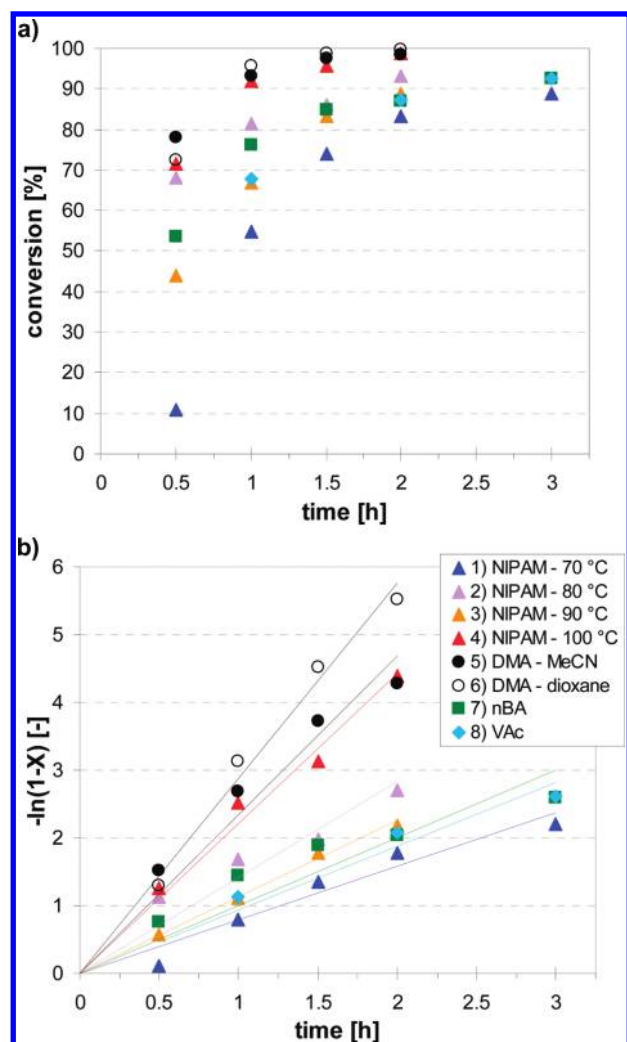 a)
100
90
80
70
60
50
40
30
20
10
0
conversion [%]
0 0.5 1 1.5 2 2.5 3
time [h]
b)
6
5
4
3
2
1
0
-ln(1-X) [-]
1) NIPAM - 70 °C
2) NIPAM - 80 °C
3) NIPAM - 90 °C
4) NIPAM - 100 °C
5) DMA - MeCN
6) DMA - dioxane
7) nBA
8) VAc
0 0.5 1 1.5 2 2.5 3
time [h]